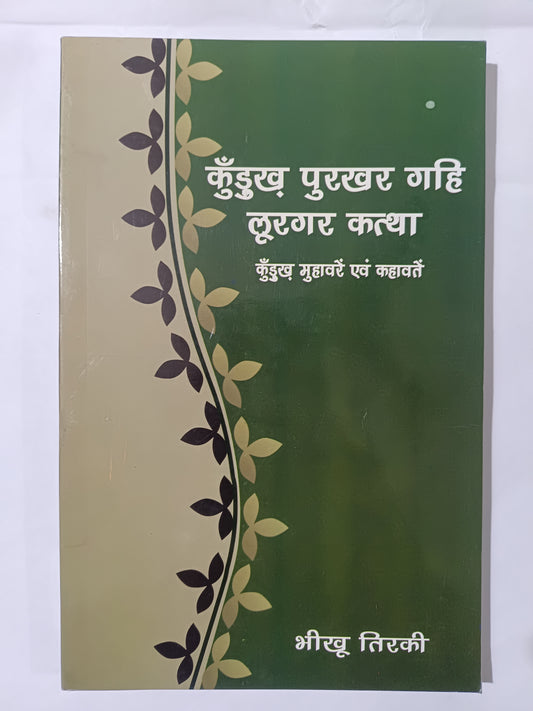 कुँड़ुख़ पुरखर गहि
लूरगर कत्था
कुँड़ुख़ मुहावरें एवं कहावतें
भीखू तिरकी